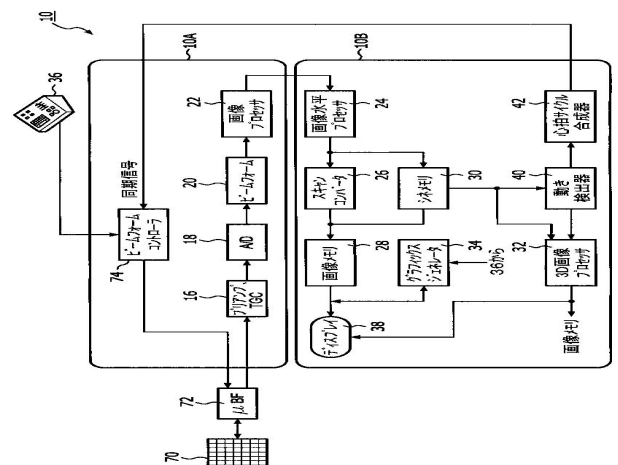 10
36
10A
同期信号
ビームフォーム
コントローラ
74
22
画像
プロセッサ
20
ビームフォーム
18
A/D
16
プリアンプ、
TGC
72
μBF
70
10B
画像水平
プロセッサ
24
スキャン
コンバータ
26
シネメモリ
30
42
心拍サイクル
合成器
40
動き
検出器
画像メモリ
28
グラフィックス
ジェネレータ
34
36から
32
3D画像
プロセッサ
ディスプレイ
38
画像メモリ